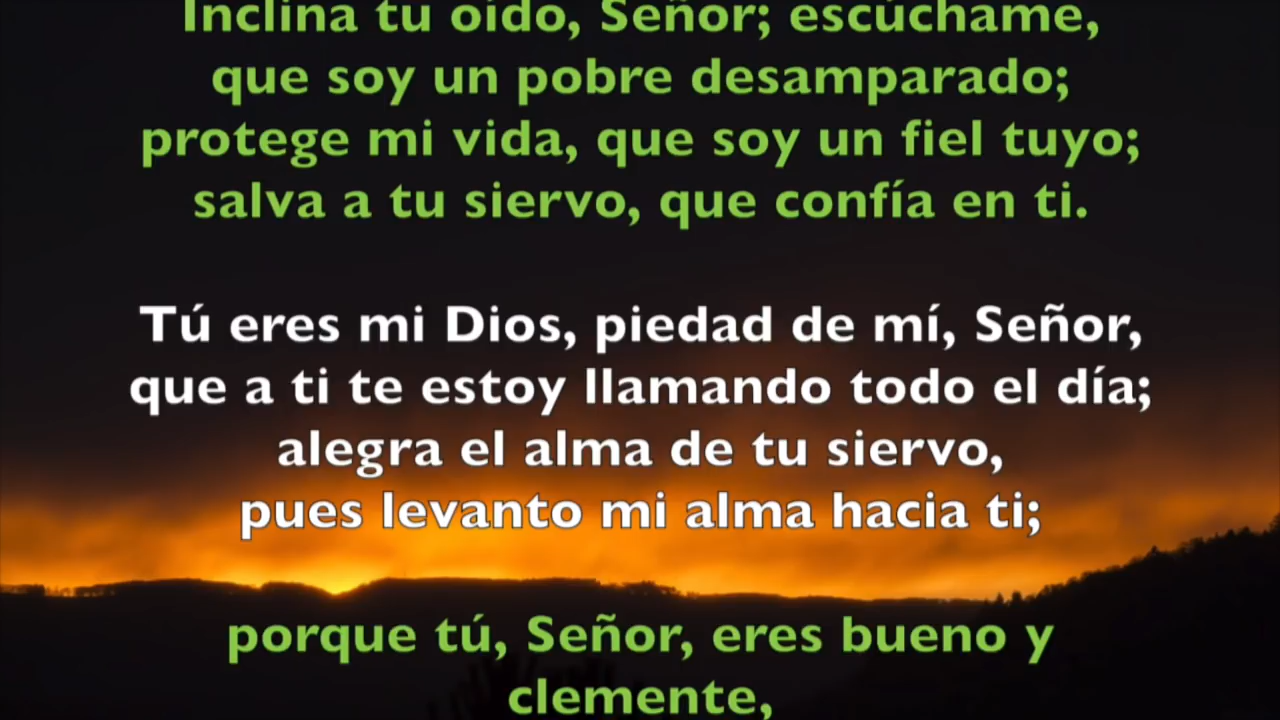 Inclina tu oído, Señor; escúchame,
que soy un pobre desamparado;
protege mi vida, que soy un fiel tuyo;
salva a tu siervo, que confía en ti.
Tú eres mi Dios, piedad de mí, Señor,
que a ti te estoy llamando todo el día;
alegra el alma de tu siervo,
pues levanto mi alma hacia ti;
porque tú, Señor, eres bueno y
clemente,